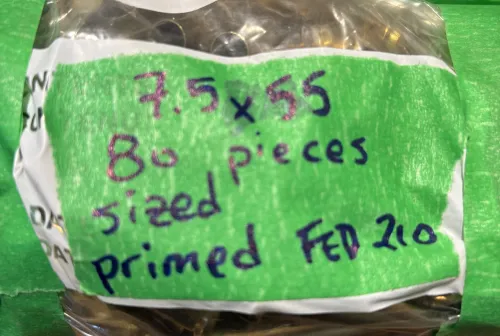 7.5x55
80 pieces
sized
primed FED 210